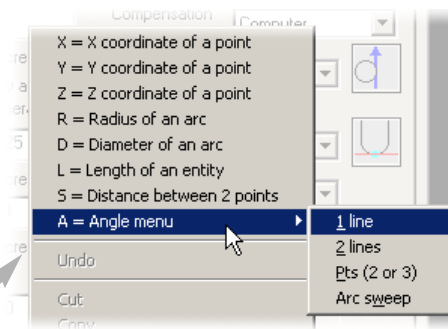 Compensation
Computer
X = X coordinate of a point
Y = Y coordinate of a point
Z = Z coordinate of a point
R = Radius of an arc
D = Diameter of an arc
L = Length of an entity
S = Distance between 2 points
A = Angle menu
1 line
2 lines
Pts (2 or 3)
Arc sweep
Undo
Cut
Copy